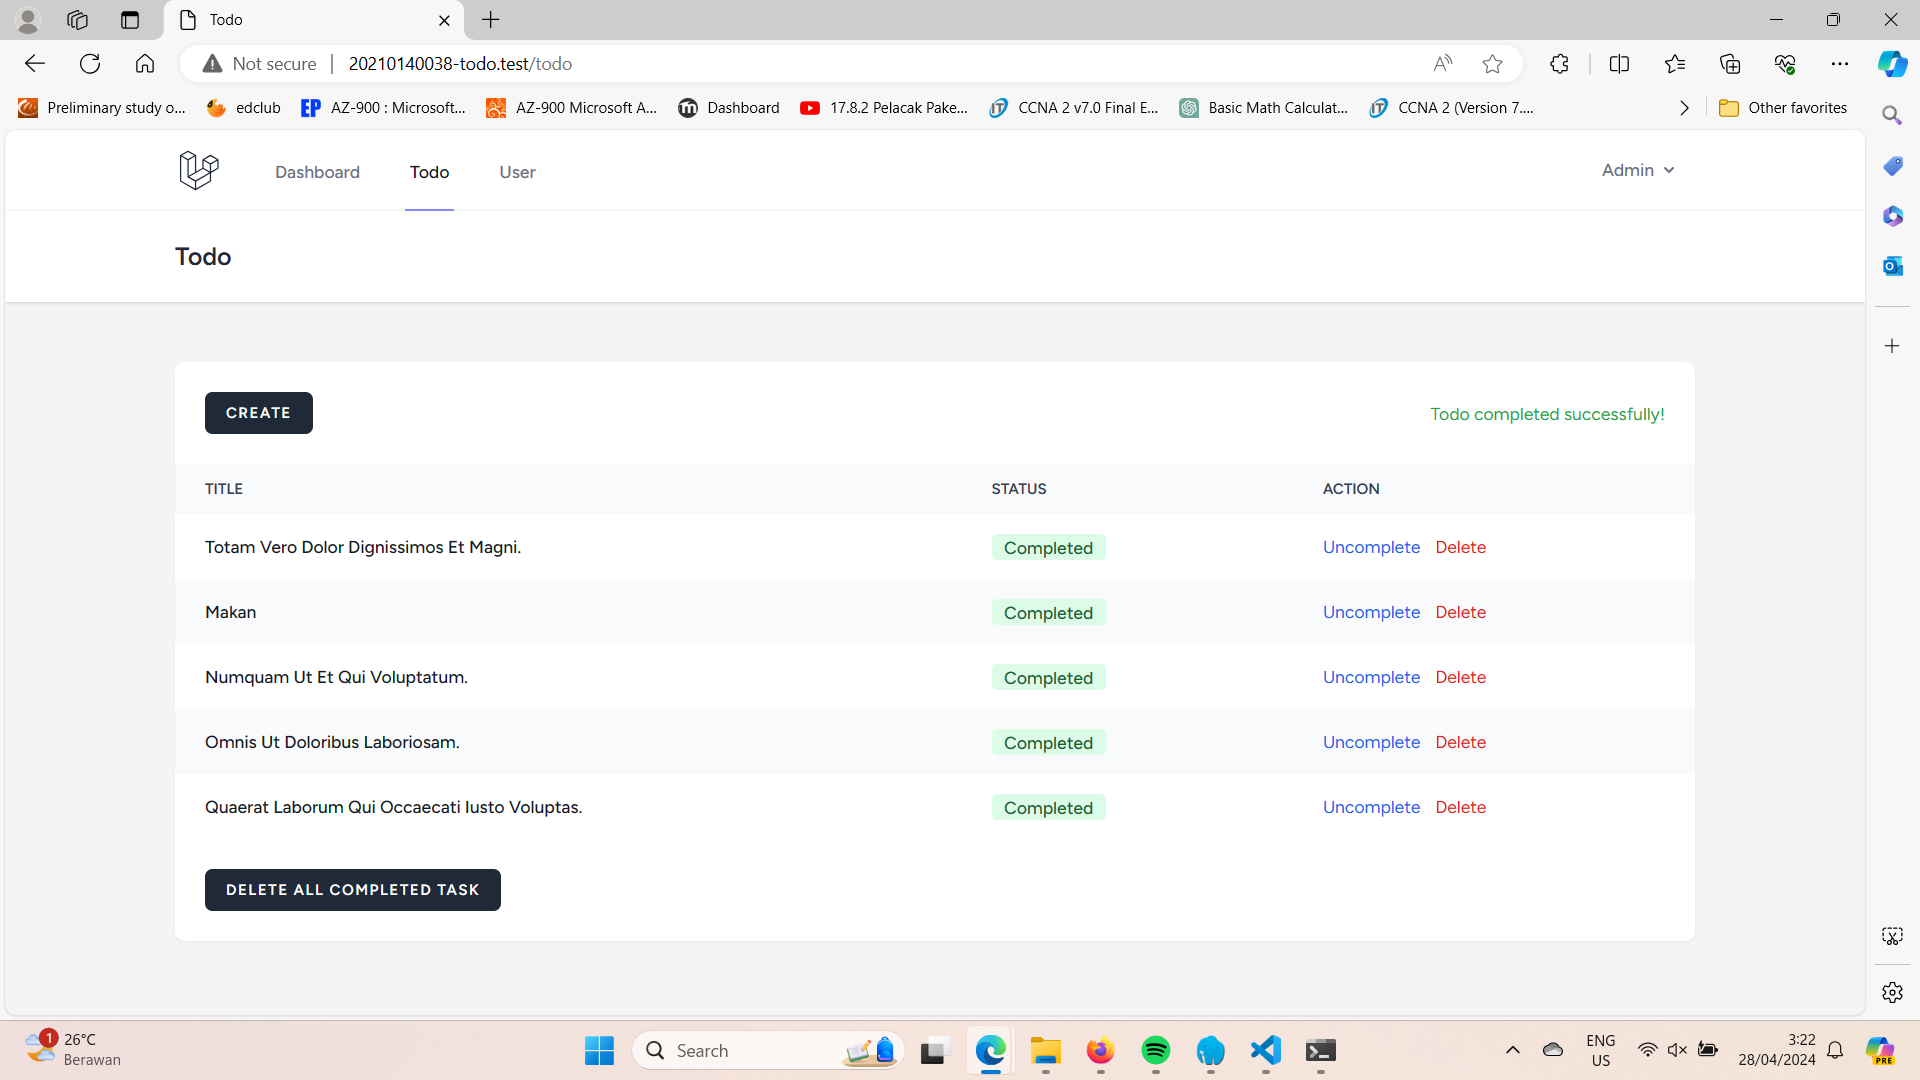 Todo
Not secure
20210140038-todo.test/todo
Preliminary study o...
edclub
EP AZ-900 : Microsoft...
AZ-900 Microsoft A...
Dashboard
17.8.2 Pelacak Pake...
CCNA 2 v7.0 Final E...
Basic Math Calculat...
CCNA 2 (Version 7....
Other favorites
Dashboard
Todo
User
Admin
Todo
CREATE
Todo completed successfully!
TITLE STATUS ACTION
Totam Vero Dolor Dignissimos Et Magni. Completed Uncomplete Delete
Makan Completed Uncomplete Delete
Numquam Ut Et Qui Voluptatum. Completed Uncomplete Delete
Omnis Ut Doloribus Laboriosam. Completed Uncomplete Delete
Quaerat Laborum Qui Occaecati Iusto Voluptas. Completed Uncomplete Delete
DELETE ALL COMPLETED TASK
1
26°C
Berawan
Search
ENG
US
3:22
28/04/2024
PRE